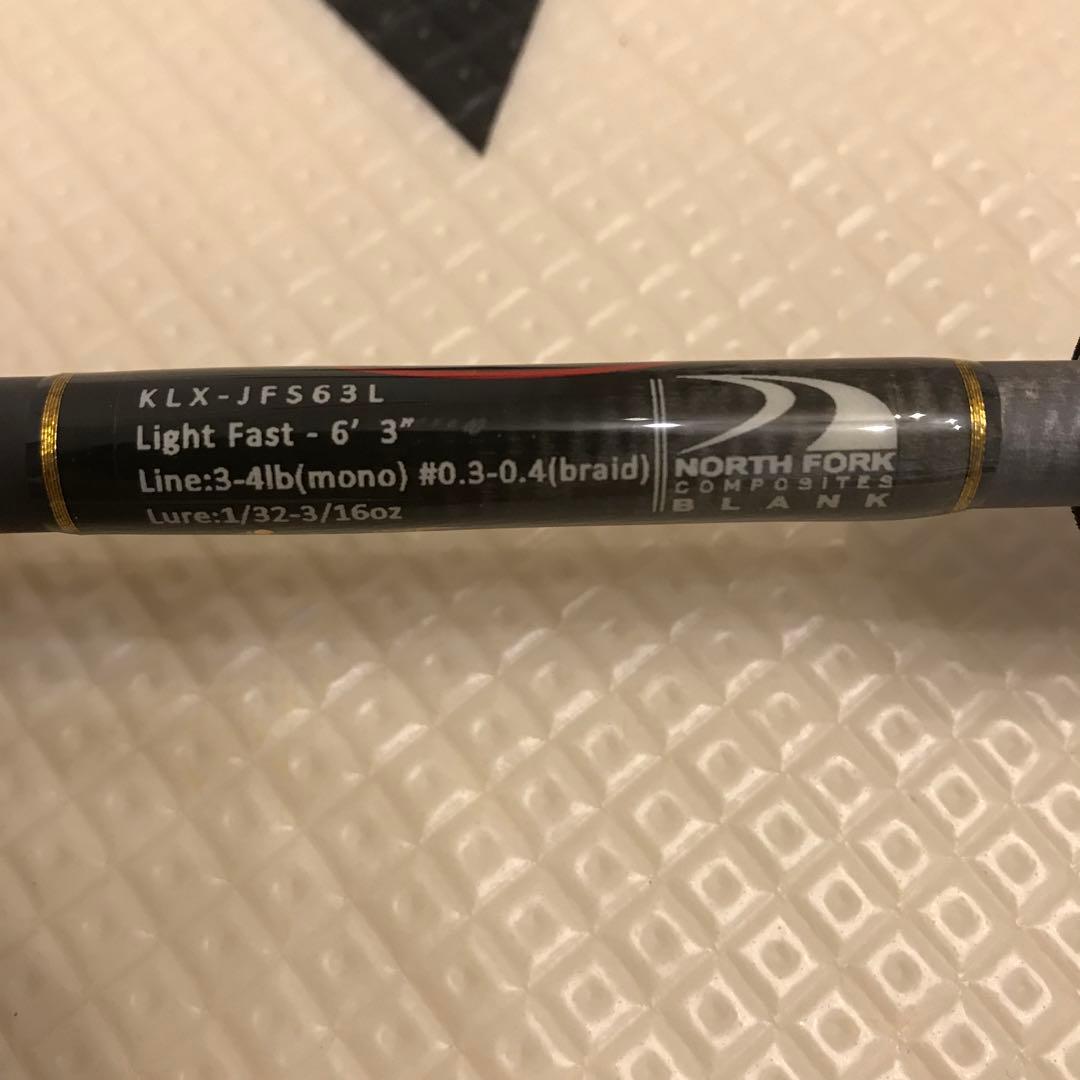 KLX-JFS63L
Light Fast - 6' 3"
Line:3-4lb(mono) #0.3-0.4(braid)
Lure:1/32-3/16oz
NORTH FORK
COMPOSITES
BLANK